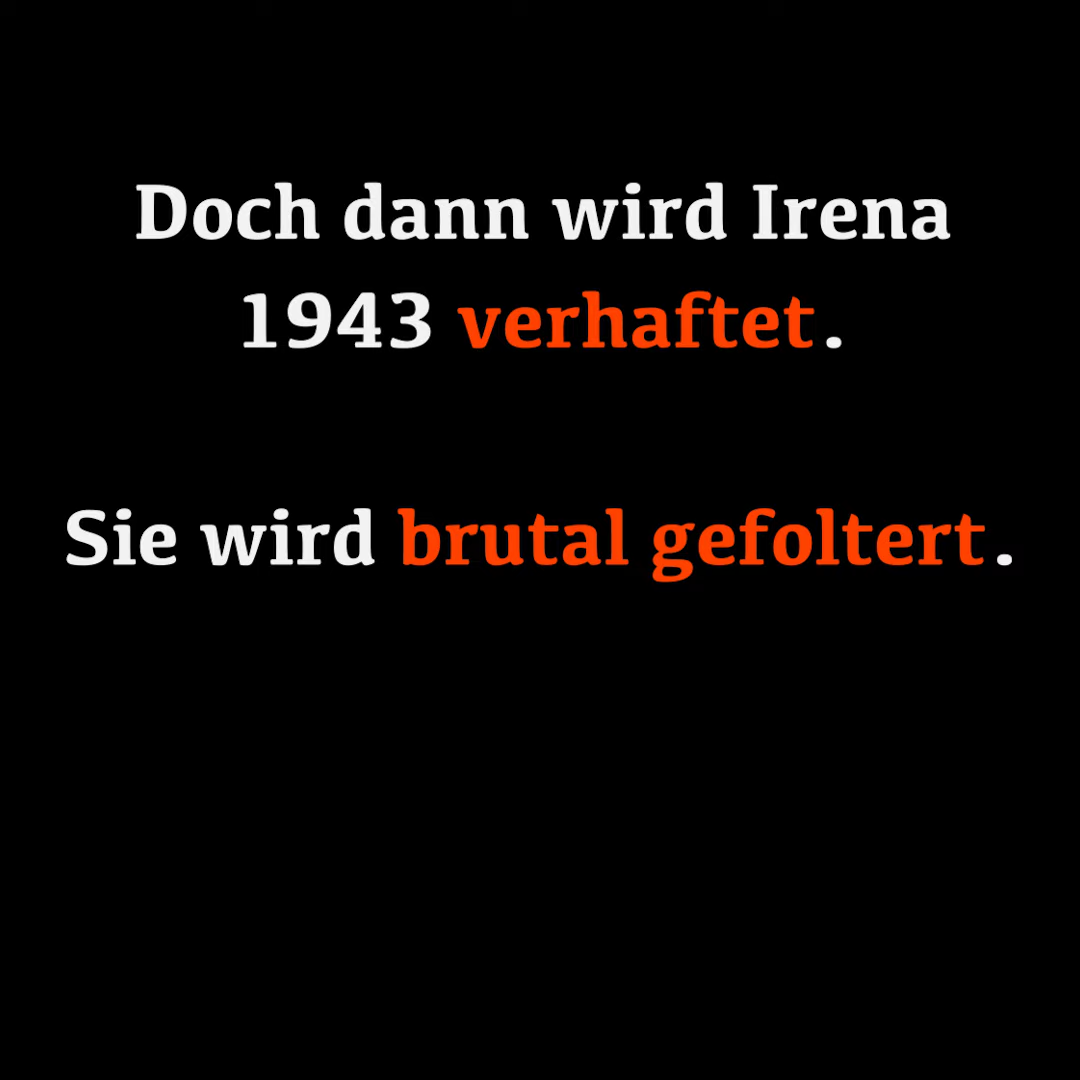 Doch dann wird Irena
1943 verhaftet.
Sie wird brutal gefoltert.